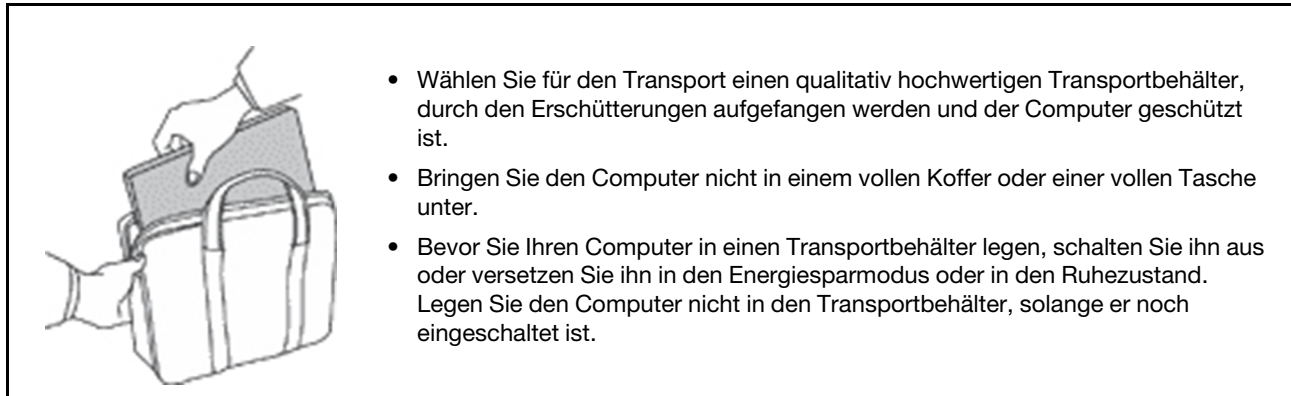 • Wählen Sie für den Transport einen qualitativ hochwertigen Transportbehälter,
durch den Erschütterungen aufgefangen werden und der Computer geschützt
ist.
• Bringen Sie den Computer nicht in einem vollen Koffer oder einer vollen Tasche
unter.
• Bevor Sie Ihren Computer in einen Transportbehälter legen, schalten Sie ihn aus
oder versetzen Sie ihn in den Energiesparmodus oder in den Ruhezustand.
Legen Sie den Computer nicht in den Transportbehälter, solange er noch
eingeschaltet ist.